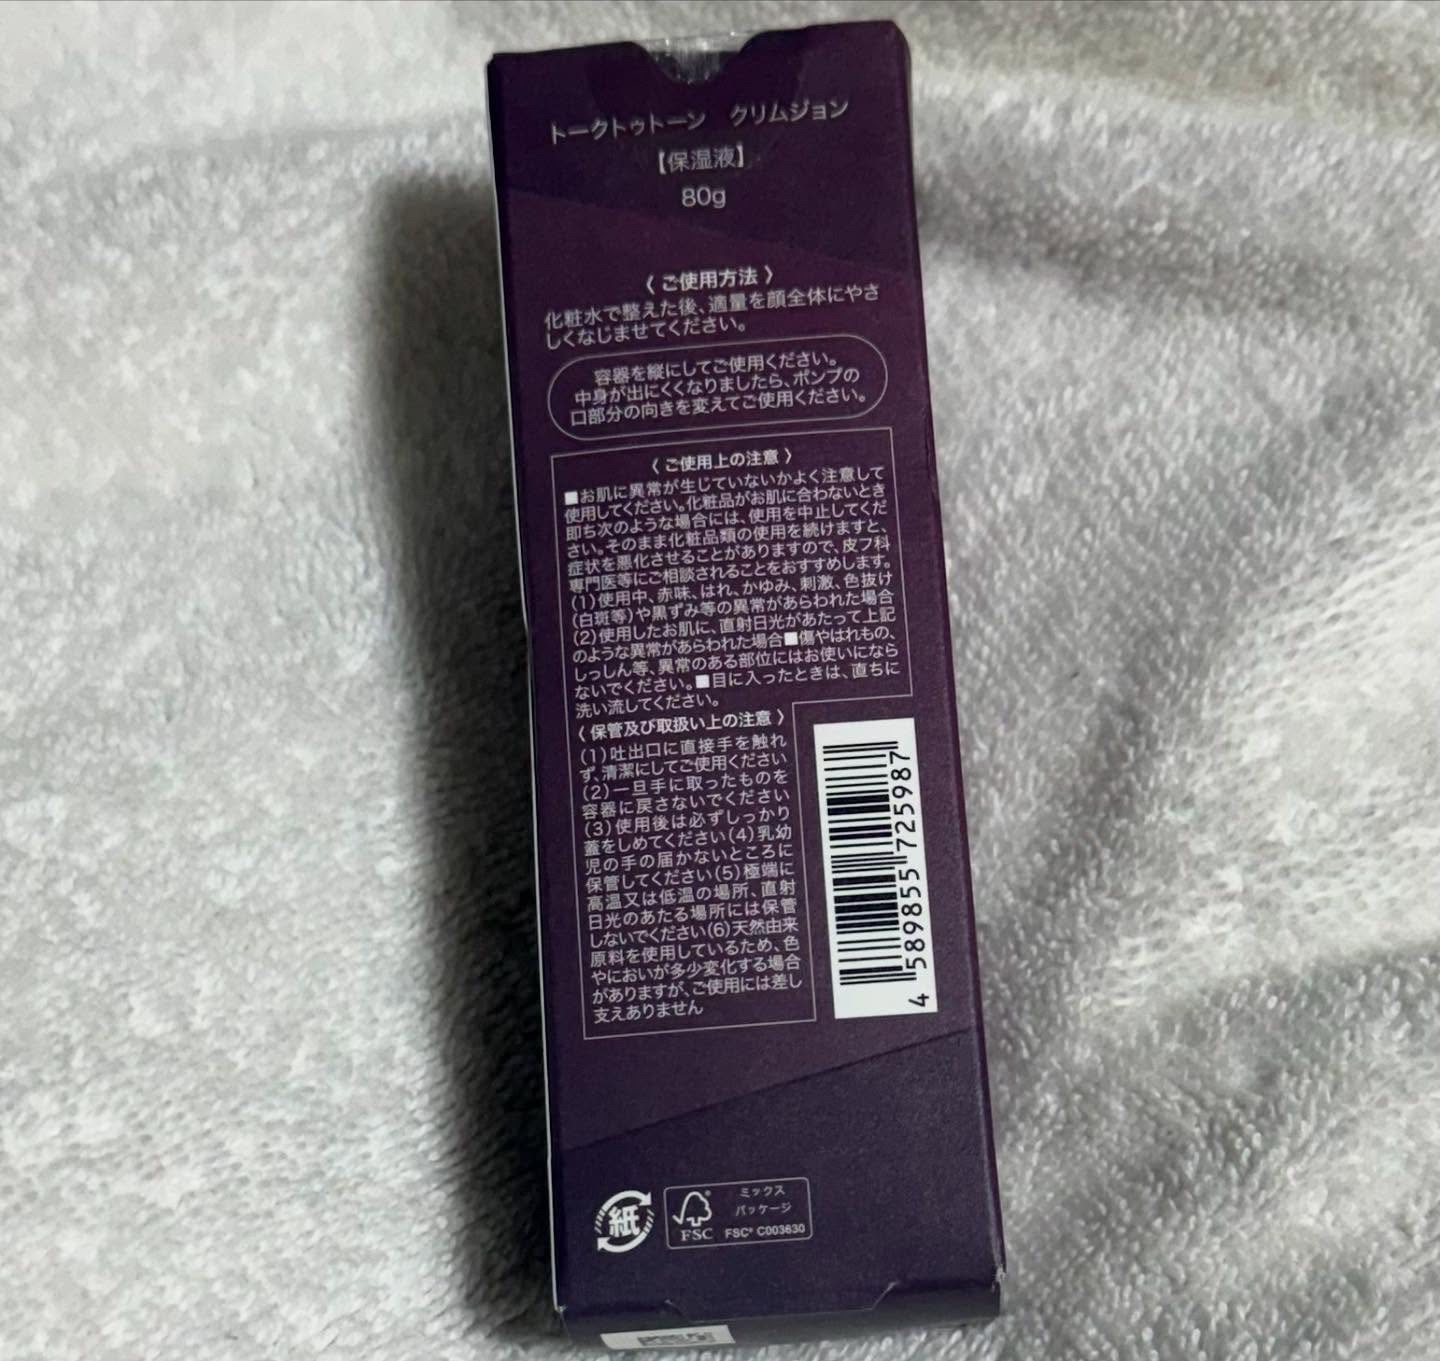 トークトゥトーン　クリムジョン
【保湿液】
80g
〈 ご使用方法 〉
化粧水で整えた後、適量を顔全体にやさ
しくなじませてください。
容器を縦にしてご使用ください。
中身が出にくくなりましたら、ポンプの
口部分の向きを変えてご使用ください。
〈 ご使用上の注意 〉
■お肌に異常が生じていないかよく注意して
使用してください。化粧品がお肌に合わないとき
即ち次のような場合には、使用を中止してくだ
さい。そのまま化粧品類の使用を続けますと、
症状を悪化させることがありますので、皮フ科
専門医等にご相談されることをおすすめします。
(1)使用中、赤味、はれ、かゆみ、刺激、色抜け
(白斑等)や黒ずみ等の異常があらわれた場合
(2)使用したお肌に、直射日光があたって上記
のような異常があらわれた場合■傷やはれもの、
しっしん等、異常のある部位にはお使いになら
ないでください。■目に入ったときは、直ちに
洗い流してください。
〈 保管及び取扱い上の注意 〉
(1)吐出口に直接手を触れ
ず、清潔にしてご使用ください
(2)一旦手に取ったものを
容器に戻さないでください
(3)使用後は必ずしっかり
蓋をしめてください(4)乳幼
児の手の届かないところに
保管してください(5)極端に
高温又は低温の場所、直射
日光のあたる場所には保管
しないでください(6)天然由来
原料を使用しているため、色
やにおいが多少変化する場合
がありますが、ご使用には差し
支えありません
4 589855 725987
紙
FSC
ミックス
パッケージ
FSC® C003630